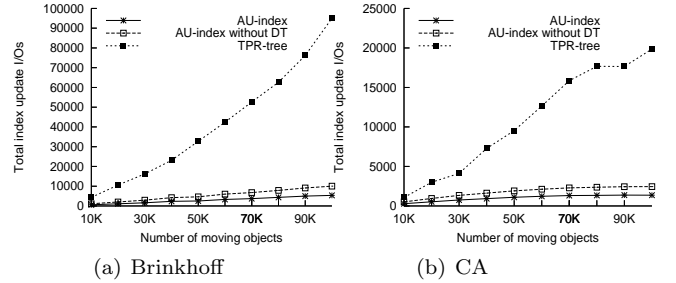 Total index update I/Os
100000
90000
80000
70000
60000
50000
40000
30000
20000
10000
0
AU-index
AU-index without DT
TPR-tree
10K 30K 50K 70K 90K
Number of moving objects
(a) Brinkhoff
Total index update I/Os
25000
20000
15000
10000
5000
0
AU-index
AU-index without DT
TPR-tree
10K 30K 50K 70K 90K
Number of moving objects
(b) CA